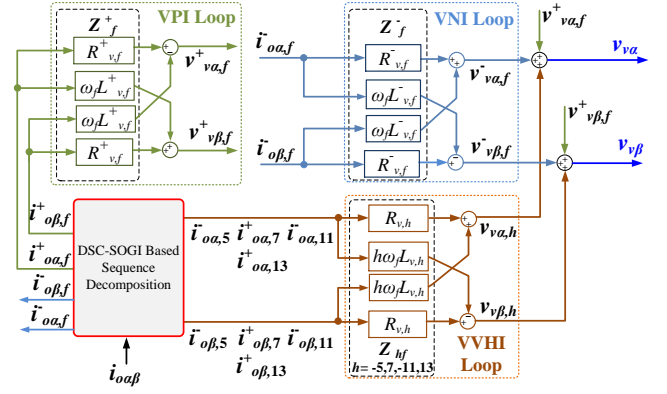 VPI Loop
Z⁺f
R⁺v,f
ωfL⁺v,f
ωfL⁺v,f
R⁺v,f
v⁺vα,f
v⁺vβ,f
VNI Loop
i⁻oα,f
i⁻oβ,f
Z⁻f
R⁻v,f
ωfL⁻v,f
ωfL⁻v,f
R⁻v,f
v⁻vα,f
v⁻vβ,f
v⁺vα,f
vvα
v⁺vβ,f
vvβ
i⁺oβ,f
i⁺oα,f
i⁻oβ,f
i⁻oα,f
DSC-SOGI Based
Sequence
Decomposition
ioαβ
i⁻oα,5 i⁺oα,7 i⁻oα,11
i⁺oα,13
i⁻oβ,5 i⁺oβ,7 i⁻oβ,11
i⁺oβ,13
Rv,h
hωfLv,h
hωfLv,h
Rv,h
Zhf
h= -5,7,-11,13
vvα,h
vvβ,h
VVHI
Loop